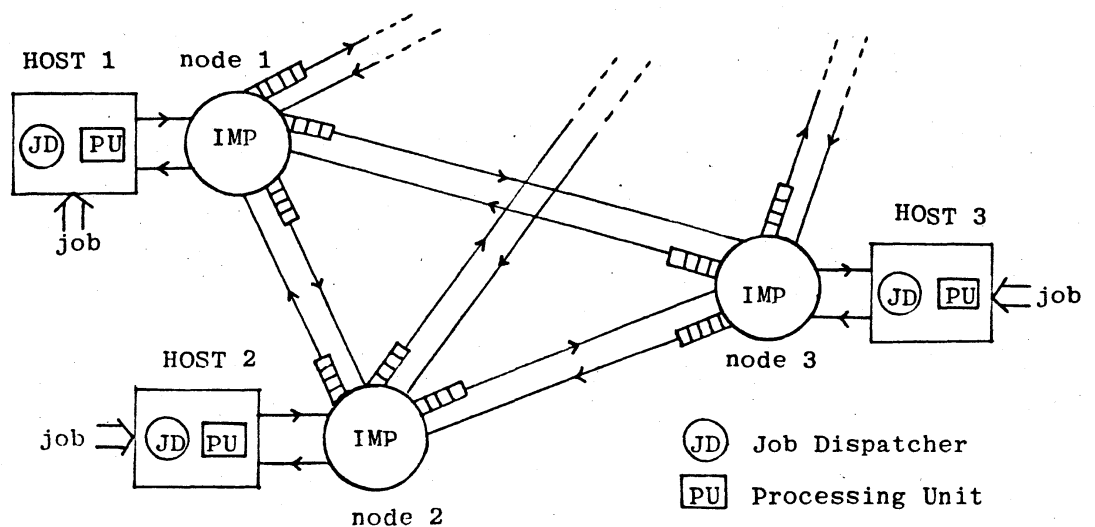 HOST 1
node 1
JD
PU
IMP
job
HOST 3
IMP
JD
PU
job
node 3
HOST 2
job
JD
PU
IMP
node 2
JD Job Dispatcher
PU Processing Unit